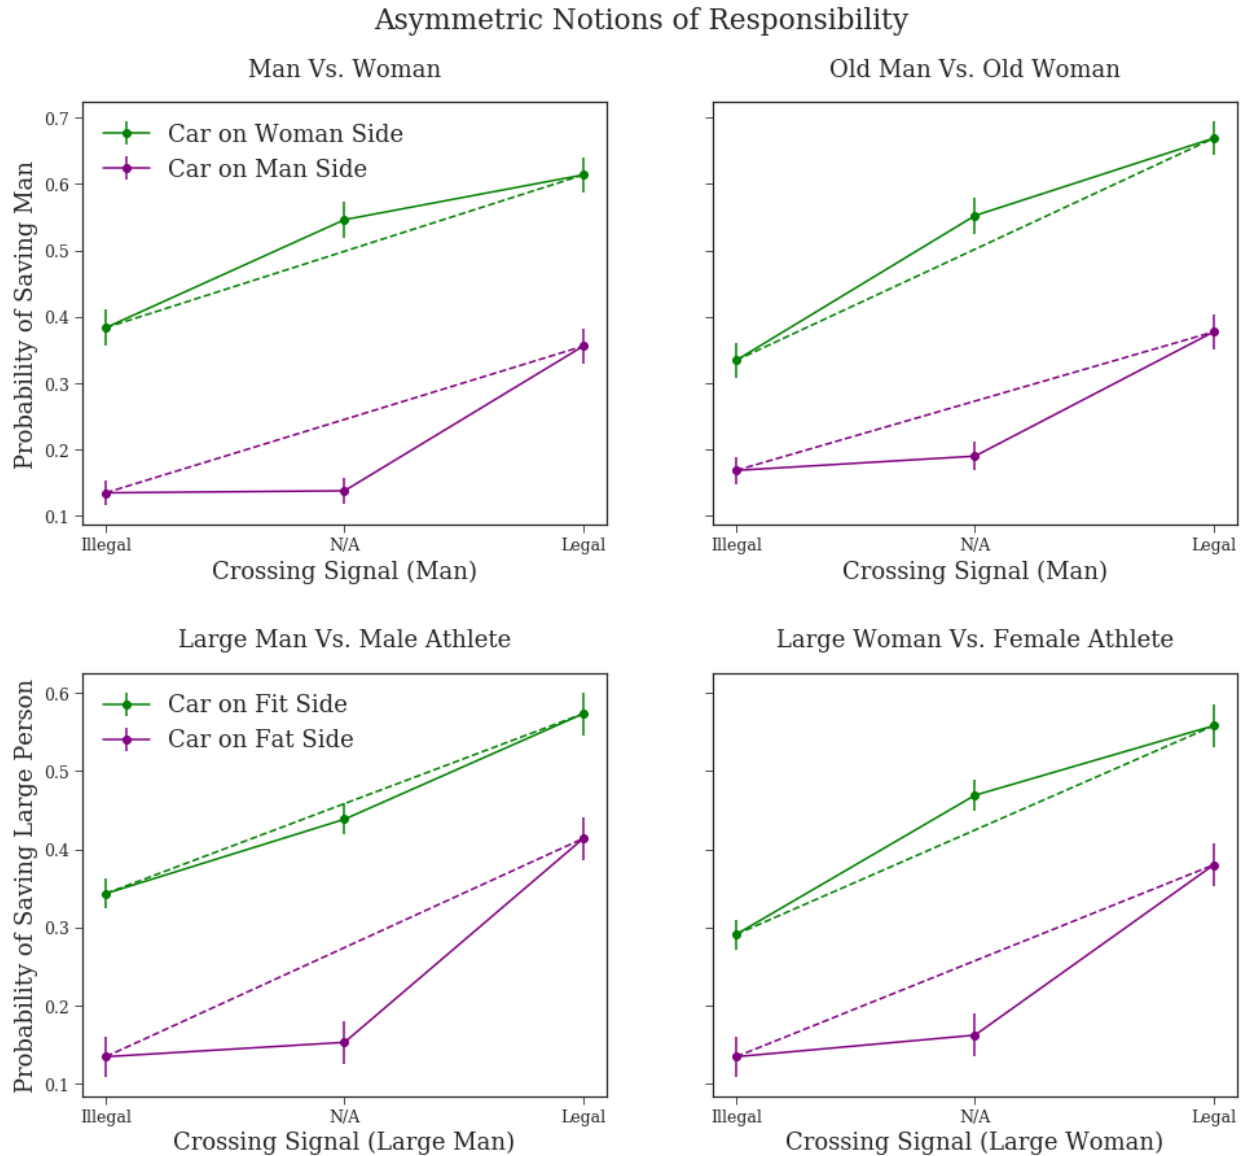 Asymmetric Notions of Responsibility
Man Vs. Woman
Probability of Saving Man
0.7
0.6
0.5
0.4
0.3
0.2
0.1
Car on Woman Side
Car on Man Side
Illegal N/A Legal
Crossing Signal (Man)
Old Man Vs. Old Woman
Illegal N/A Legal
Crossing Signal (Man)
Large Man Vs. Male Athlete
Probability of Saving Large Person
0.6
0.5
0.4
0.3
0.2
0.1
Car on Fit Side
Car on Fat Side
Illegal N/A Legal
Crossing Signal (Large Man)
Large Woman Vs. Female Athlete
Illegal N/A Legal
Crossing Signal (Large Woman)